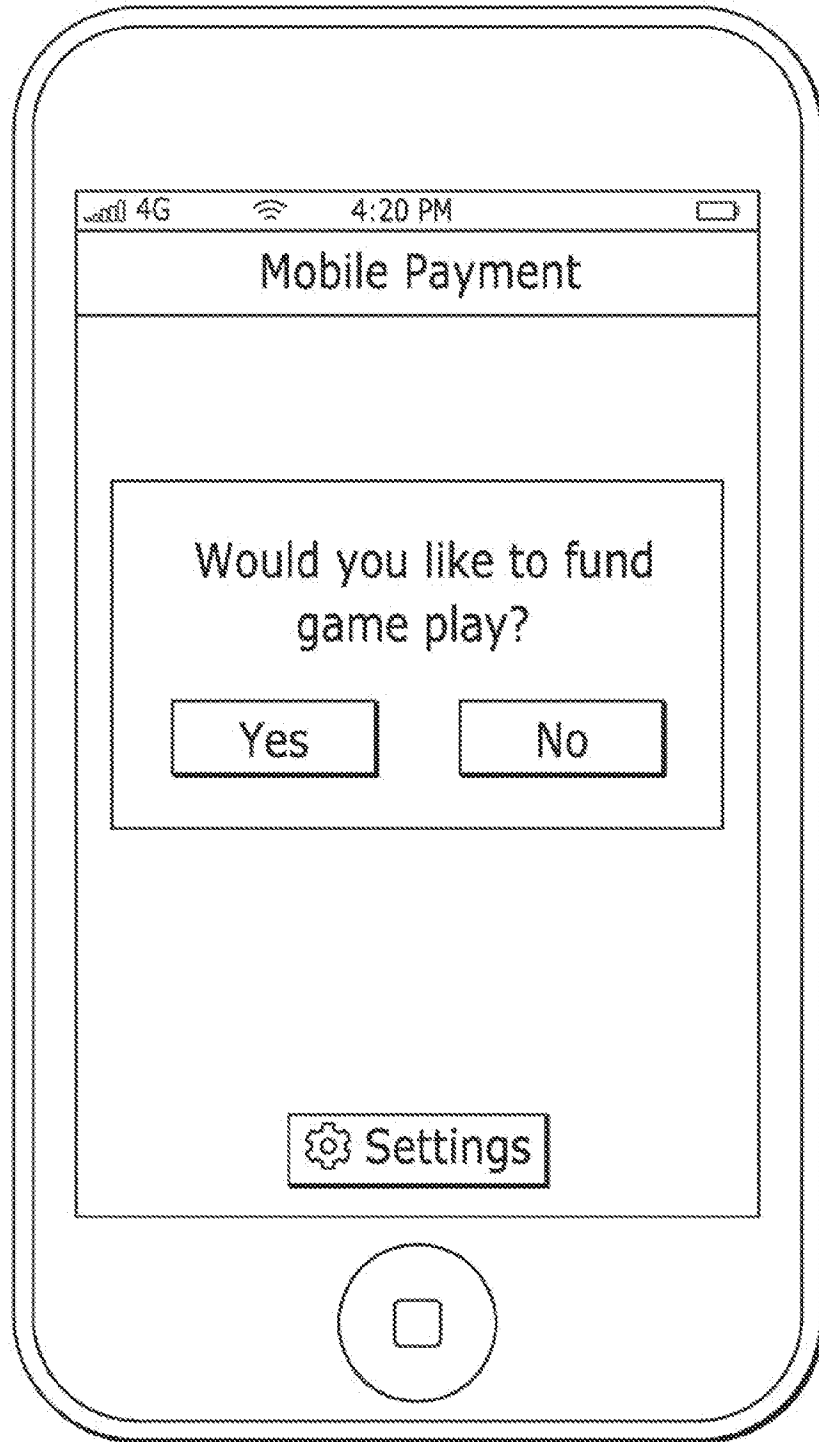 4G 4:20 PM
Mobile Payment
Would you like to fund
game play?
Yes No
Settings